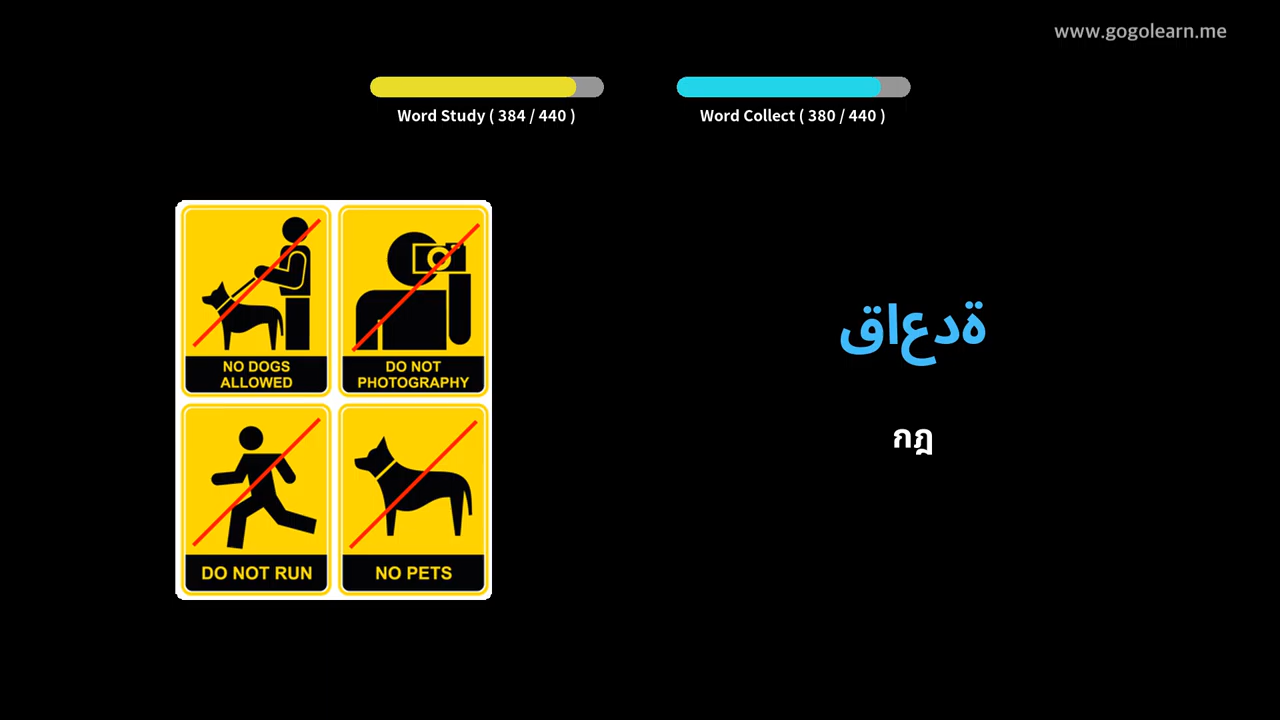 www.gogolearn.me
Word Study ( 384 / 440 )
Word Collect ( 380 / 440 )
NO DOGS
ALLOWED
DO NOT
PHOTOGRAPHY
DO NOT RUN
NO PETS
ةدعاق
กฎ